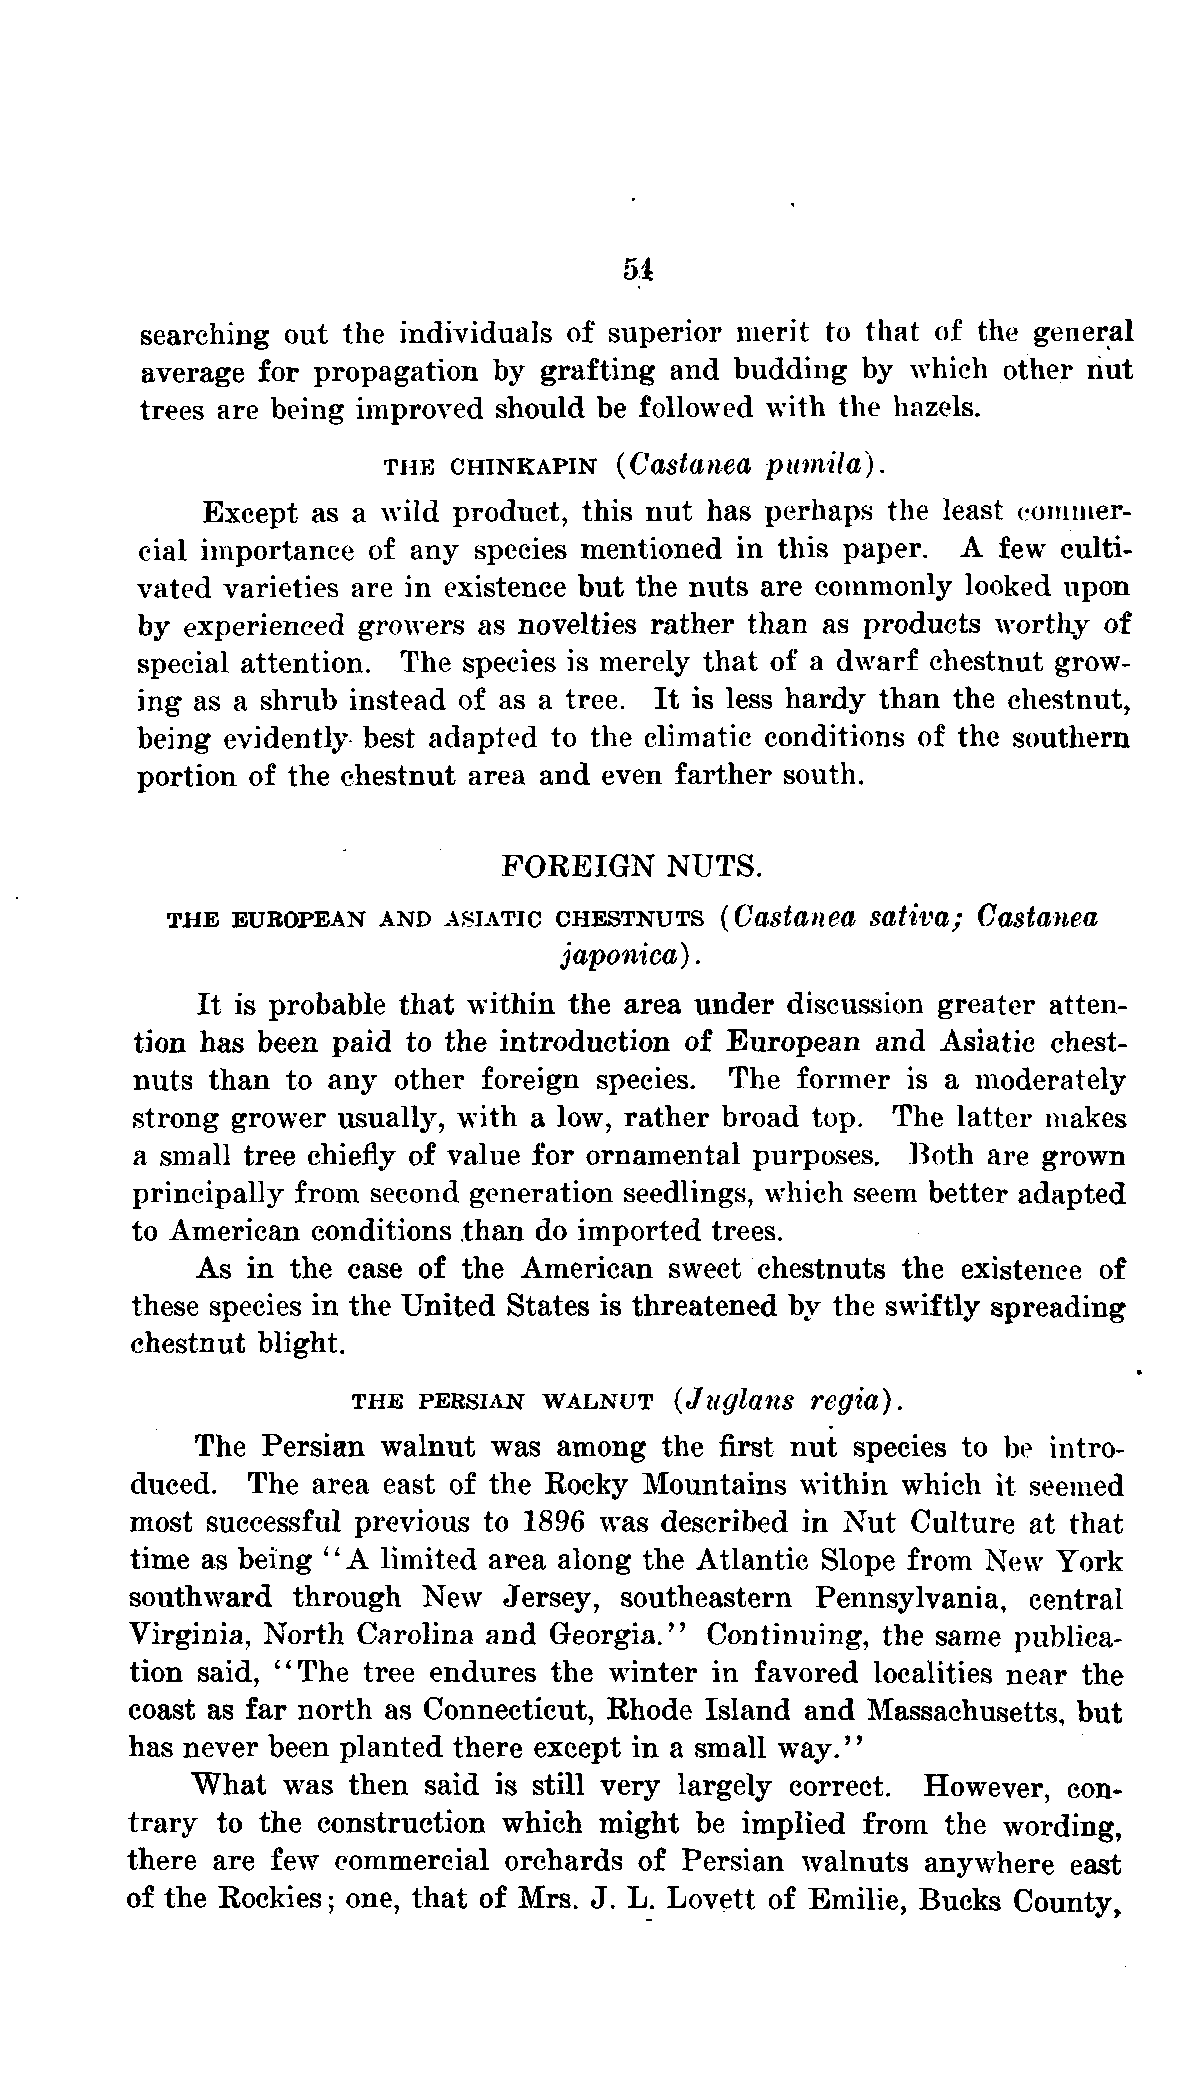 54
searching out the individuals of superior merit to that of the general
average for propagation by grafting and budding by which other nut
trees are being improved should be followed with the hazels.
THE CHINKAPIN (Castanea pumila).
Except as a wild product, this nut has perhaps the least commer-
cial importance of any species mentioned in this paper. A few culti-
vated varieties are in existence but the nuts are commonly looked upon
by experienced growers as novelties rather than as products worthy of
special attention. The species is merely that of a dwarf chestnut grow-
ing as a shrub instead of as a tree. It is less hardy than the chestnut,
being evidently best adapted to the climatic conditions of the southern
portion of the chestnut area and even farther south.
FOREIGN NUTS.
THE EUROPEAN AND ASIATIC CHESTNUTS (Castanea sativa; Castanea
japonica).
It is probable that within the area under discussion greater atten-
tion has been paid to the introduction of European and Asiatic chest-
nuts than to any other foreign species. The former is a moderately
strong grower usually, with a low, rather broad top. The latter makes
a small tree chiefly of value for ornamental purposes. Both are grown
principally from second generation seedlings, which seem better adapted
to American conditions than do imported trees.
As in the case of the American sweet chestnuts the existence of
these species in the United States is threatened by the swiftly spreading
chestnut blight.
THE PERSIAN WALNUT (Juglans regia).
The Persian walnut was among the first nut species to be intro-
duced. The area east of the Rocky Mountains within which it seemed
most successful previous to 1896 was described in Nut Culture at that
time as being "A limited area along the Atlantic Slope from New York
southward through New Jersey, southeastern Pennsylvania, central
Virginia, North Carolina and Georgia." Continuing, the same publica-
tion said, "The tree endures the winter in favored localities near the
coast as far north as Connecticut, Rhode Island and Massachusetts, but
has never been planted there except in a small way."
What was then said is still very largely correct. However, con-
trary to the construction which might be implied from the wording,
there are few commercial orchards of Persian walnuts anywhere east
of the Rockies; one, that of Mrs. J. L. Lovett of Emilie, Bucks County,